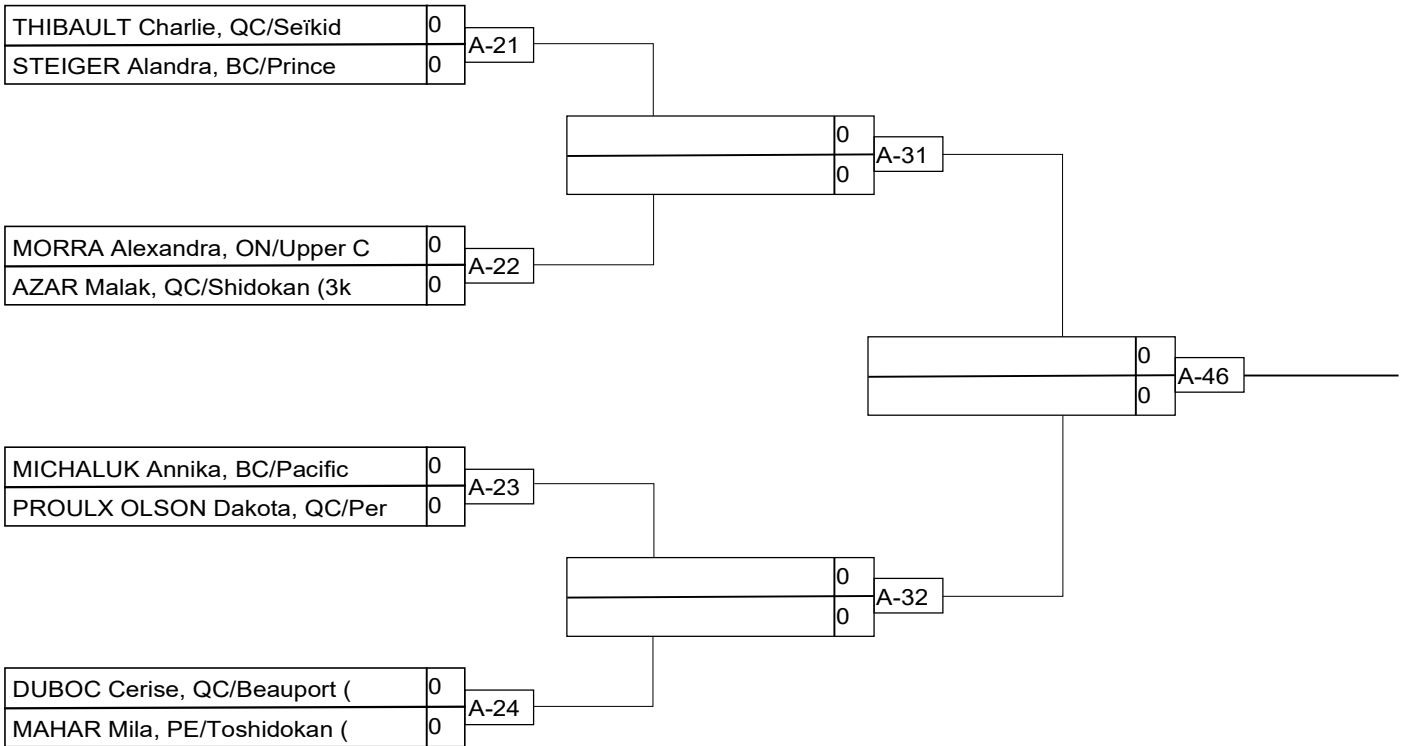 THIBAULT Charlie, QC/Seïkid 0
A-21
STEIGER Alandra, BC/Prince 0
0
A-31
0
MORRA Alexandra, ON/Upper C 0
A-22
AZAR Malak, QC/Shidokan (3k 0
0
A-46
0
MICHALUK Annika, BC/Pacific 0
A-23
PROULX OLSON Dakota, QC/Per 0
0
A-32
0
DUBOC Cerise, QC/Beauport ( 0
A-24
MAHAR Mila, PE/Toshidokan ( 0